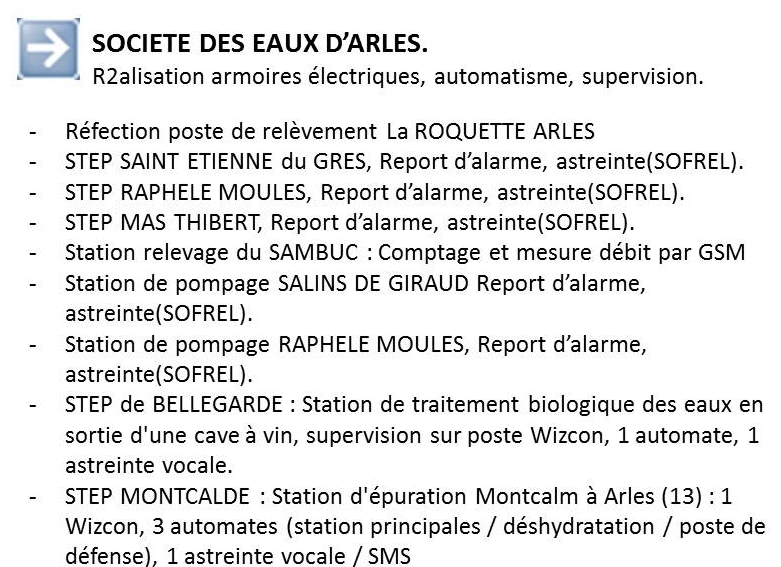 SOCIETE DES EAUX D’ARLES.
R2alisation armoires électriques, automatisme, supervision.
- Réfection poste de relèvement La ROQUETTE ARLES
- STEP SAINT ETIENNE du GRES, Report d’alarme, astreinte(SOFREL).
- STEP RAPHELE MOULES, Report d’alarme, astreinte(SOFREL).
- STEP MAS THIBERT, Report d’alarme, astreinte(SOFREL).
- Station relevage du SAMBUC : Comptage et mesure débit par GSM
- Station de pompage SALINS DE GIRAUD Report d’alarme,
astreinte(SOFREL).
- Station de pompage RAPHELE MOULES, Report d’alarme,
astreinte(SOFREL).
- STEP de BELLEGARDE : Station de traitement biologique des eaux en
sortie d'une cave à vin, supervision sur poste Wizcon, 1 automate, 1
astreinte vocale.
- STEP MONTCALDE : Station d'épuration Montcalm à Arles (13) : 1
Wizcon, 3 automates (station principales / déshydratation / poste de
défense), 1 astreinte vocale / SMS